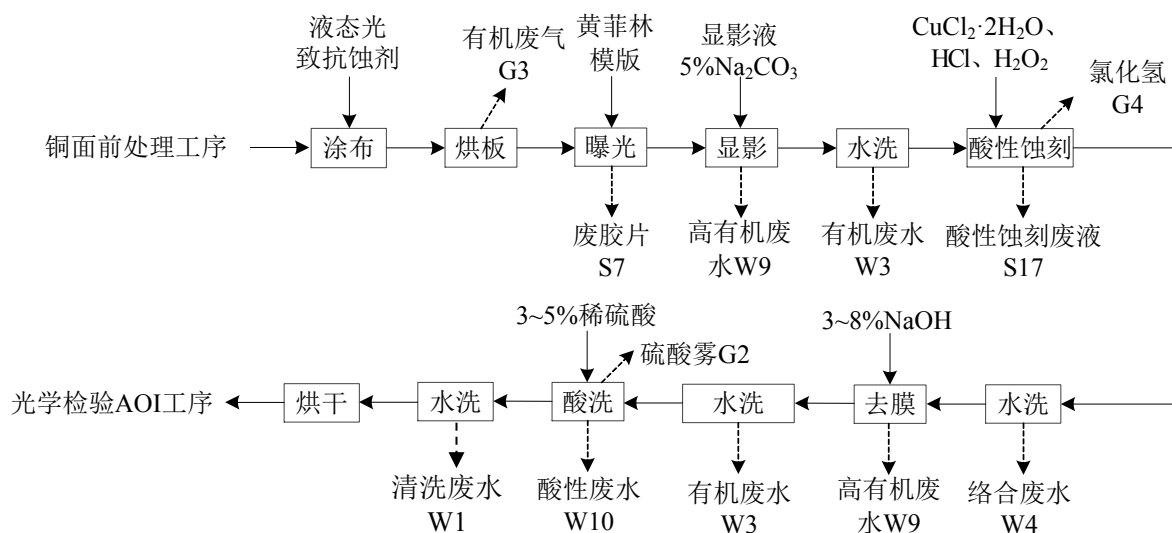 液态光
致抗蚀剂
有机废气
G3
黄菲林
模版
显影液
5%Na₂CO₃
CuCl₂·2H₂O、
HCl、H₂O₂
氯化氢
G4
铜面前处理工序
涂布
烘板
曝光
显影
水洗
酸性蚀刻
废胶片
S7
高有机废
水W9
有机废水
W3
酸性蚀刻废液
S17
3~5%稀硫酸
硫酸雾G2
3~8%NaOH
光学检验AOI工序
烘干
水洗
酸洗
水洗
去膜
水洗
清洗废水
W1
酸性废水
W10
有机废水
W3
高有机废
水W9
络合废水
W4